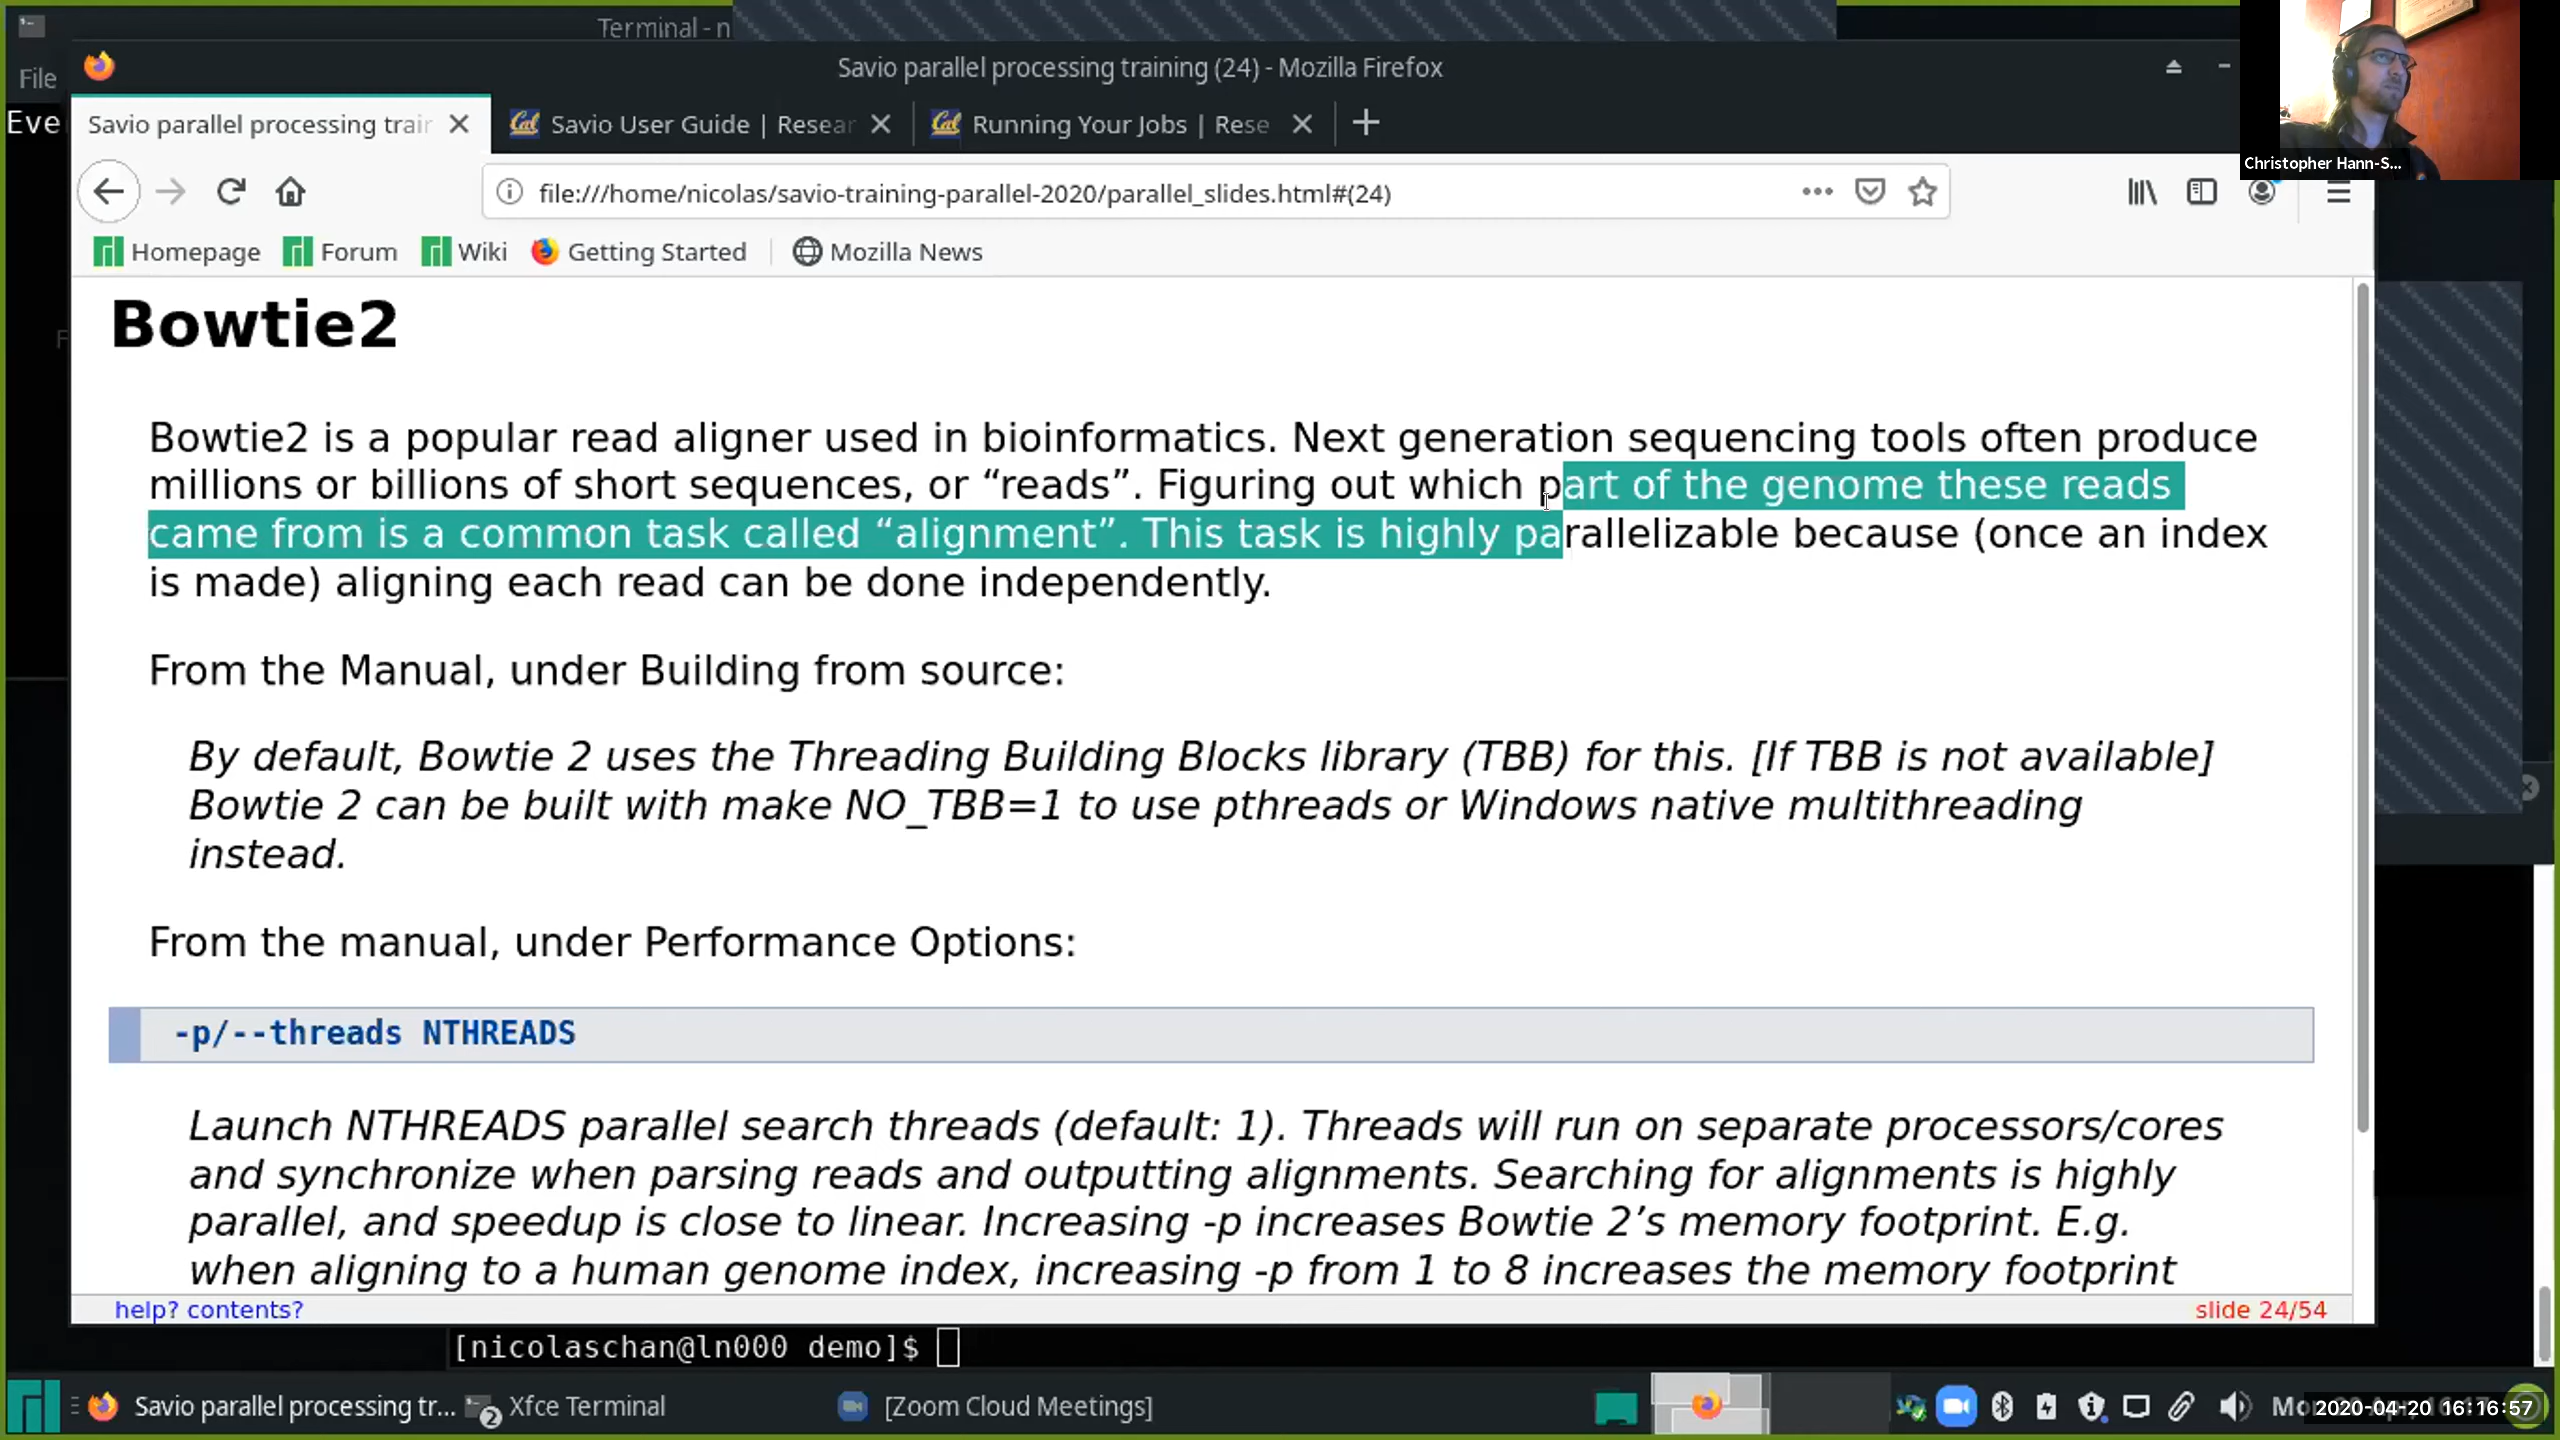 Terminal - n
Savio parallel processing training (24) - Mozilla Firefox
File
Savio parallel processing train
Savio User Guide | Resear
Running Your Jobs | Rese
Eve
Christopher Hann-S...
file:///home/nicolas/savio-training-parallel-2020/parallel_slides.html#(24)
Homepage Forum Wiki Getting Started Mozilla News
Bowtie2
Bowtie2 is a popular read aligner used in bioinformatics. Next generation sequencing tools often produce
millions or billions of short sequences, or “reads”. Figuring out which part of the genome these reads
came from is a common task called “alignment”. This task is highly parallelizable because (once an index
is made) aligning each read can be done independently.
From the Manual, under Building from source:
By default, Bowtie 2 uses the Threading Building Blocks library (TBB) for this. [If TBB is not available]
Bowtie 2 can be built with make NO_TBB=1 to use pthreads or Windows native multithreading
instead.
From the manual, under Performance Options:
-p/--threads NTHREADS
Launch NTHREADS parallel search threads (default: 1). Threads will run on separate processors/cores
and synchronize when parsing reads and outputting alignments. Searching for alignments is highly
parallel, and speedup is close to linear. Increasing -p increases Bowtie 2’s memory footprint. E.g.
when aligning to a human genome index, increasing -p from 1 to 8 increases the memory footprint
help? contents?
slide 24/54
[nicolaschan@ln000 demo]$
Savio parallel processing tr...
2
Xfce Terminal
[Zoom Cloud Meetings]
2020-04-20 16:16:57